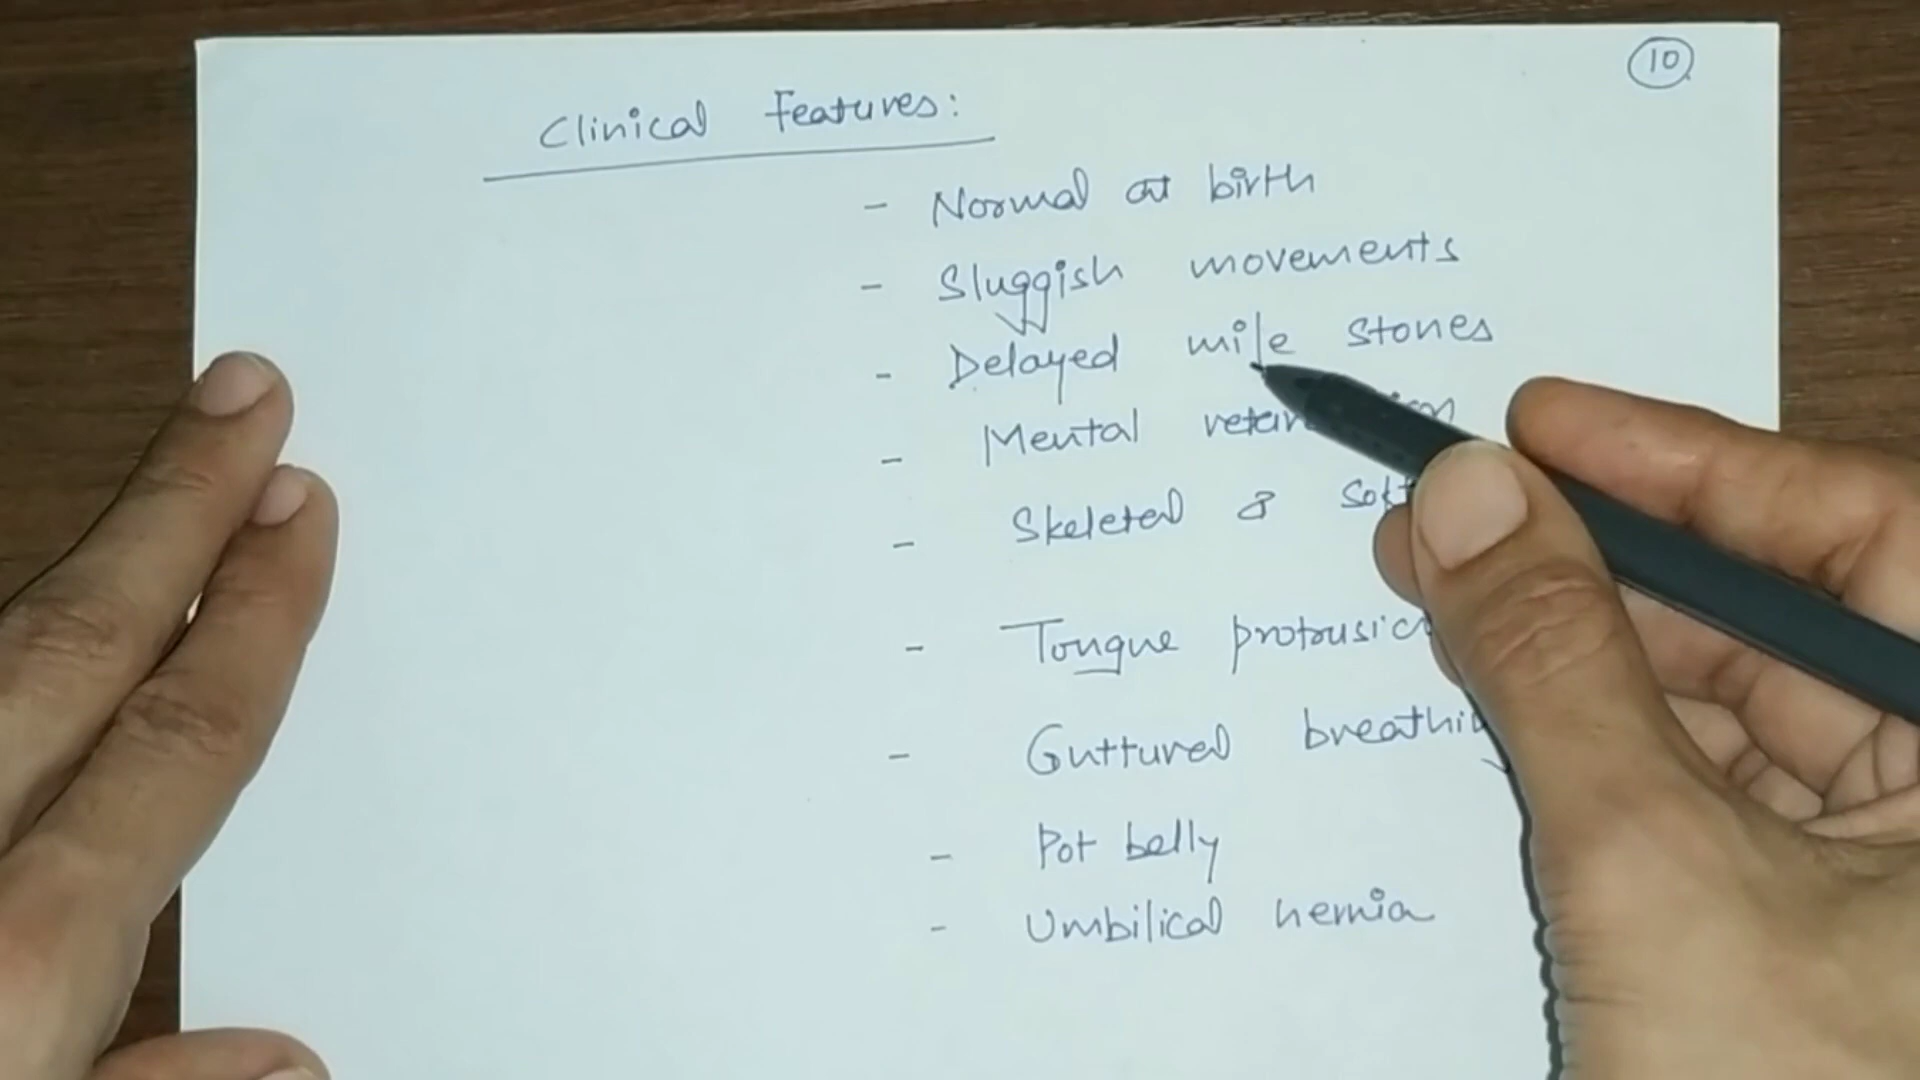 10
Clinical Features:
- Normal at birth
- Sluggish movements
- Delayed mile stones
- Mental
- Skeletal &
- Tongue
- Guttural
- Pot belly
- Umbilical hernia